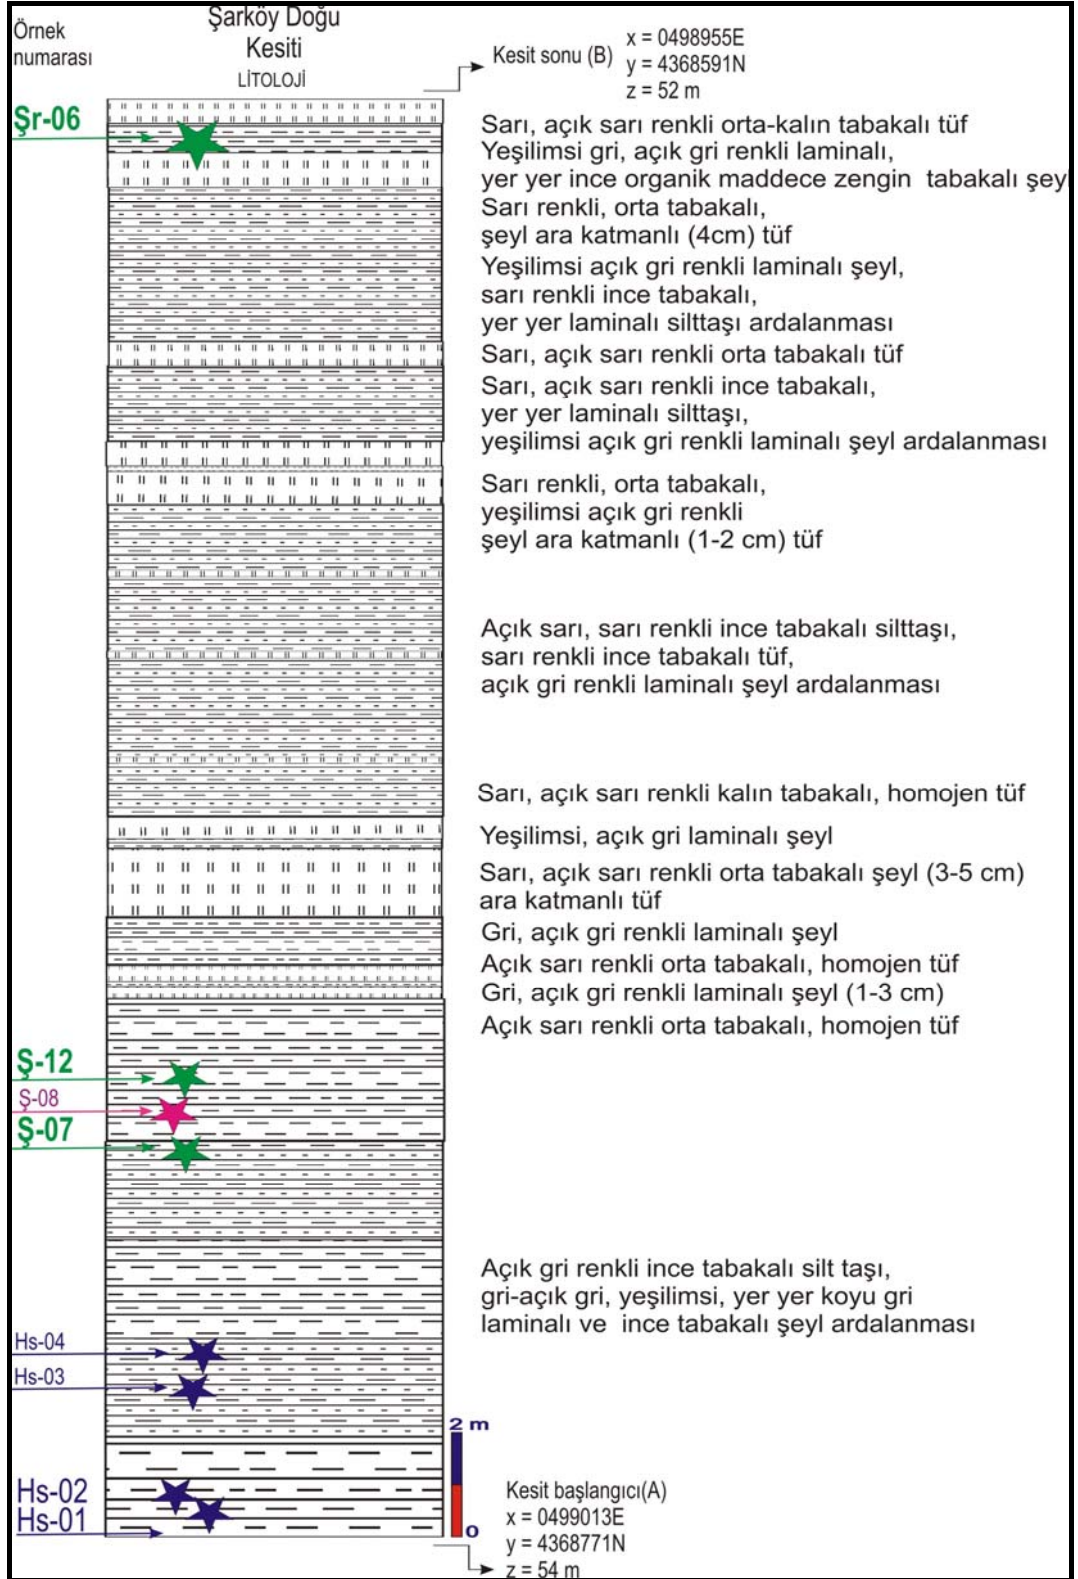 Örnek
numarası
Şarköy Doğu
Kesiti
LİTOLOJİ
Kesit sonu (B)
x = 0498955E
y = 4368591N
z = 52 m
Şr-06
Sarı, açık sarı renkli orta-kalın tabakalı tüf
Yeşilimsi gri, açık gri renkli laminalı,
yer yer ince organik maddece zengin tabakalı şeyl
Sarı renkli, orta tabakalı,
şeyl ara katmanlı (4cm) tüf
Yeşilimsi açık gri renkli laminalı şeyl,
sarı renkli ince tabakalı,
yer yer laminalı silttaşı ardalanması
Sarı, açık sarı renkli orta tabakalı tüf
Sarı, açık sarı renkli ince tabakalı,
yer yer laminalı silttaşı,
yeşilimsi açık gri renkli laminalı şeyl ardalanması
Sarı renkli, orta tabakalı,
yeşilimsi açık gri renkli
şeyl ara katmanlı (1-2 cm) tüf
Açık sarı, sarı renkli ince tabakalı silttaşı,
sarı renkli ince tabakalı tüf,
açık gri renkli laminalı şeyl ardalanması
Sarı, açık sarı renkli kalın tabakalı, homojen tüf
Yeşilimsi, açık gri laminalı şeyl
Sarı, açık sarı renkli orta tabakalı şeyl (3-5 cm)
ara katmanlı tüf
Gri, açık gri renkli laminalı şeyl
Açık sarı renkli orta tabakalı, homojen tüf
Gri, açık gri renkli laminalı şeyl (1-3 cm)
Açık sarı renkli orta tabakalı, homojen tüf
Ş-12
Ş-08
Ş-07
Açık gri renkli ince tabakalı silt taşı,
gri-açık gri, yeşilimsi, yer yer koyu gri
laminalı ve ince tabakalı şeyl ardalanması
Hs-04
Hs-03
2 m
Hs-02
Hs-01
0
Kesit başlangıcı(A)
x = 0499013E
y = 4368771N
z = 54 m